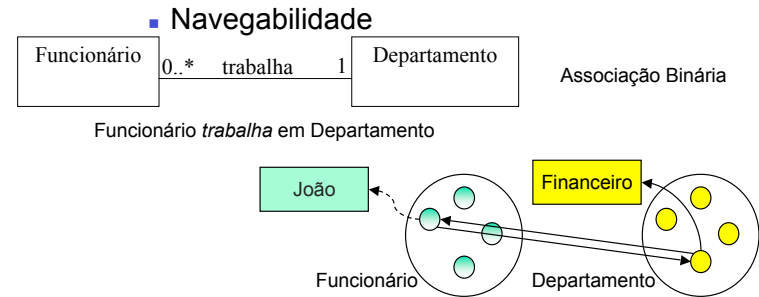 Navegabilidade
Funcionário 0..* trabalha 1 Departamento
Associação Binária
Funcionário trabalha em Departamento
João
Financeiro
Funcionário
Departamento